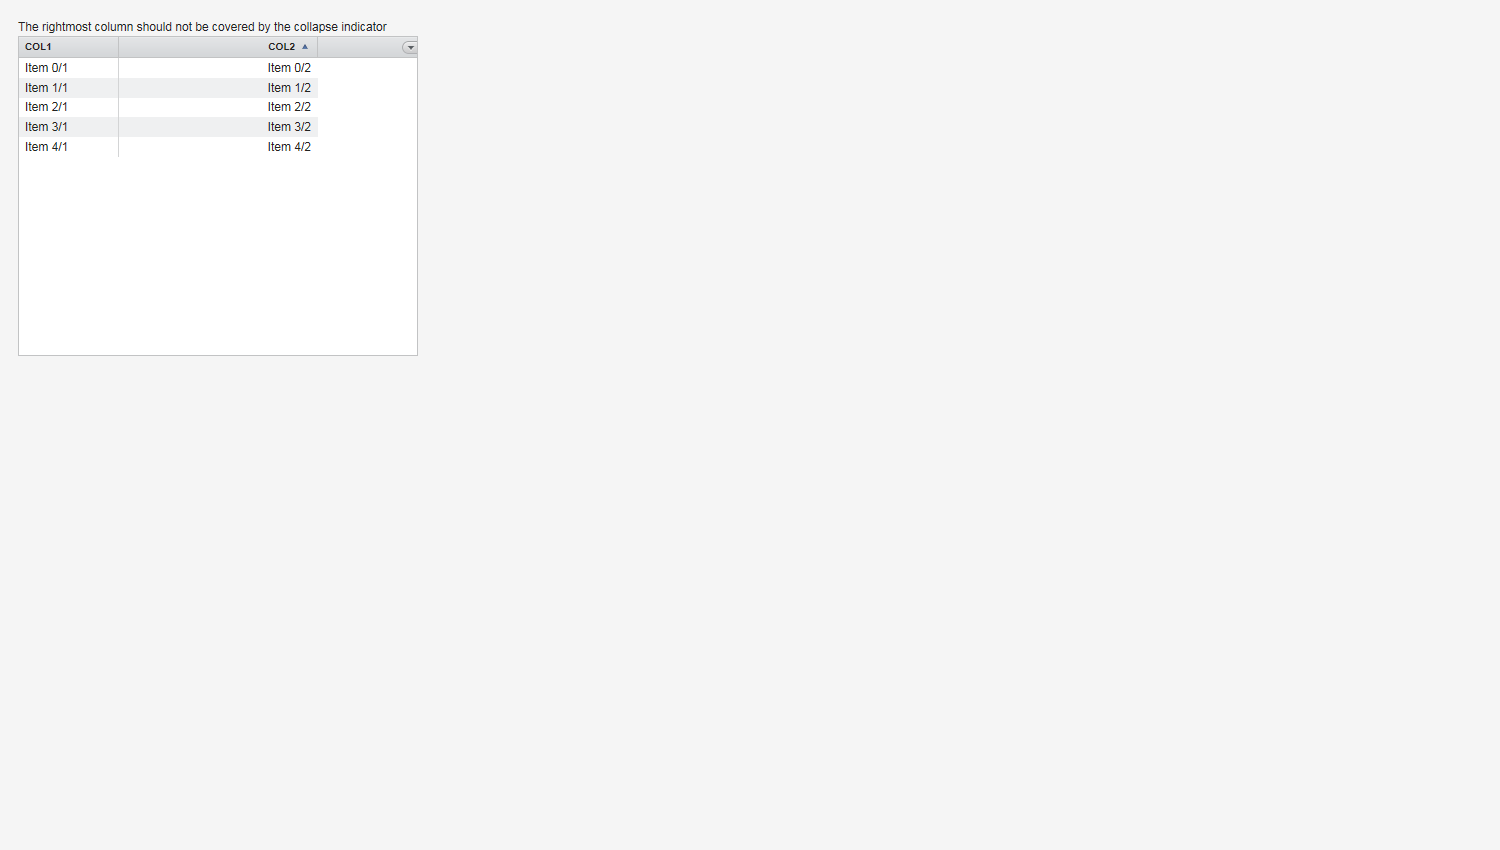 The rightmost column should not be covered by the collapse indicator
COL1 COL2
Item 0/1 Item 0/2
Item 1/1 Item 1/2
Item 2/1 Item 2/2
Item 3/1 Item 3/2
Item 4/1 Item 4/2